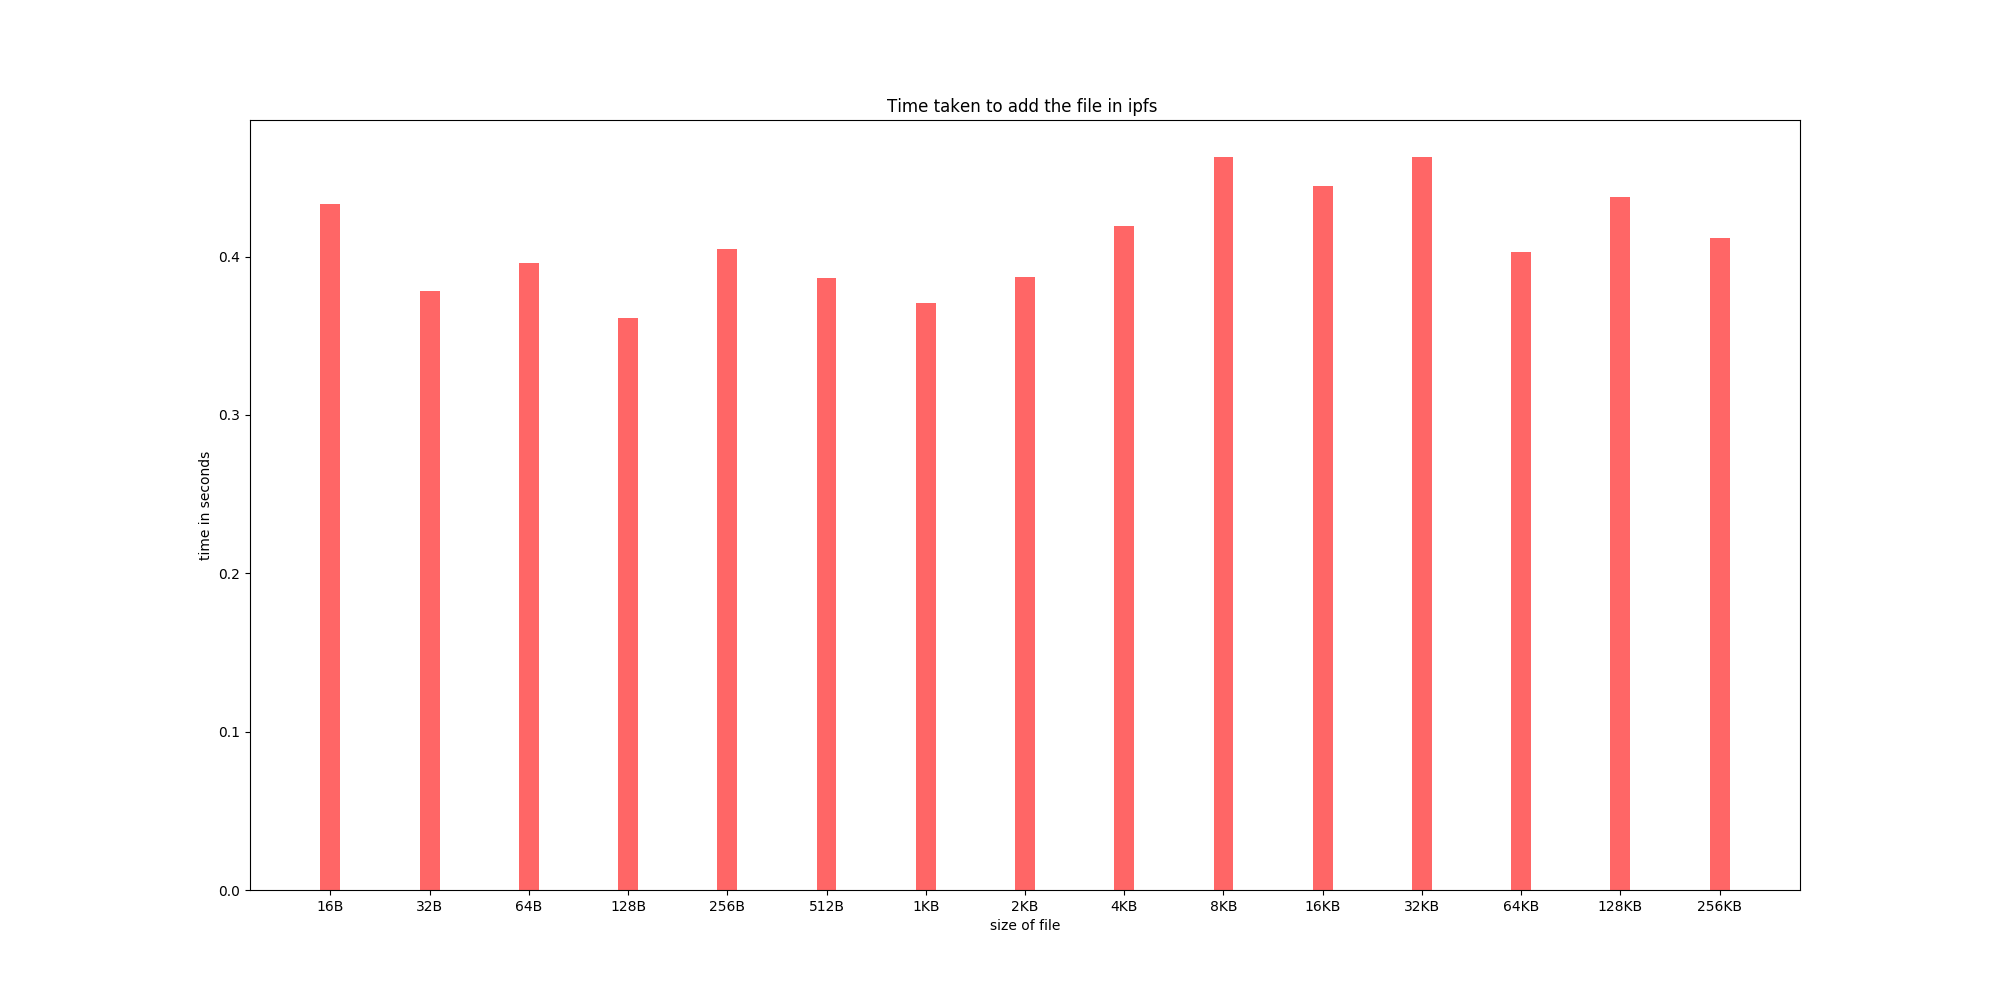 Time taken to add the file in ipfs
0.4
0.3
0.2
0.1
0.0
time in seconds
16B 32B 64B 128B 256B 512B 1KB 2KB 4KB 8KB 16KB 32KB 64KB 128KB 256KB
size of file